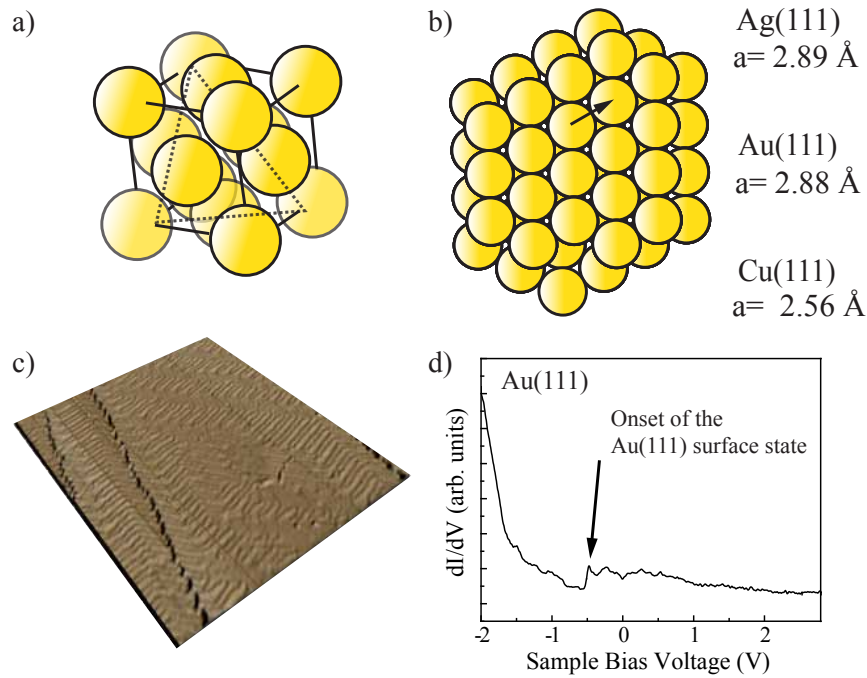 a)
b)
Ag(111)
a= 2.89 Å
Au(111)
a= 2.88 Å
Cu(111)
a= 2.56 Å
c)
d)
Au(111)
Onset of the
Au(111) surface state
dI/dV (arb. units)
-2 -1 0 1 2
Sample Bias Voltage (V)